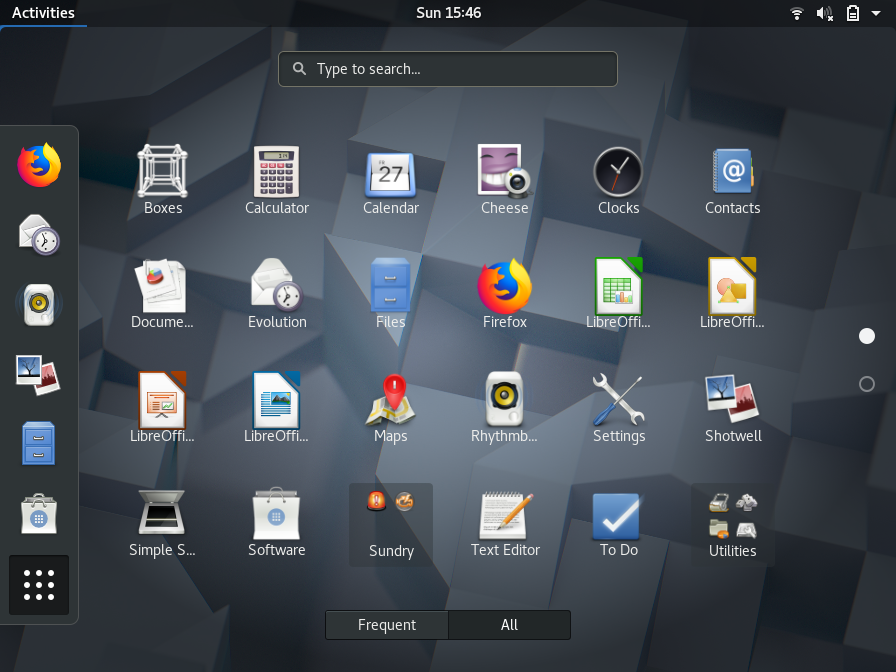 Activities
Sun 15:46
Type to search...
Boxes
Calculator
Calendar
Cheese
Clocks
Contacts
FR
27
@
Docume...
Evolution
Files
Firefox
LibreOffi...
LibreOffi...
LibreOffi...
LibreOffi...
Maps
Rhythmb...
Settings
Shotwell
Simple S...
Software
Sundry
Text Editor
To Do
Utilities
Frequent
All